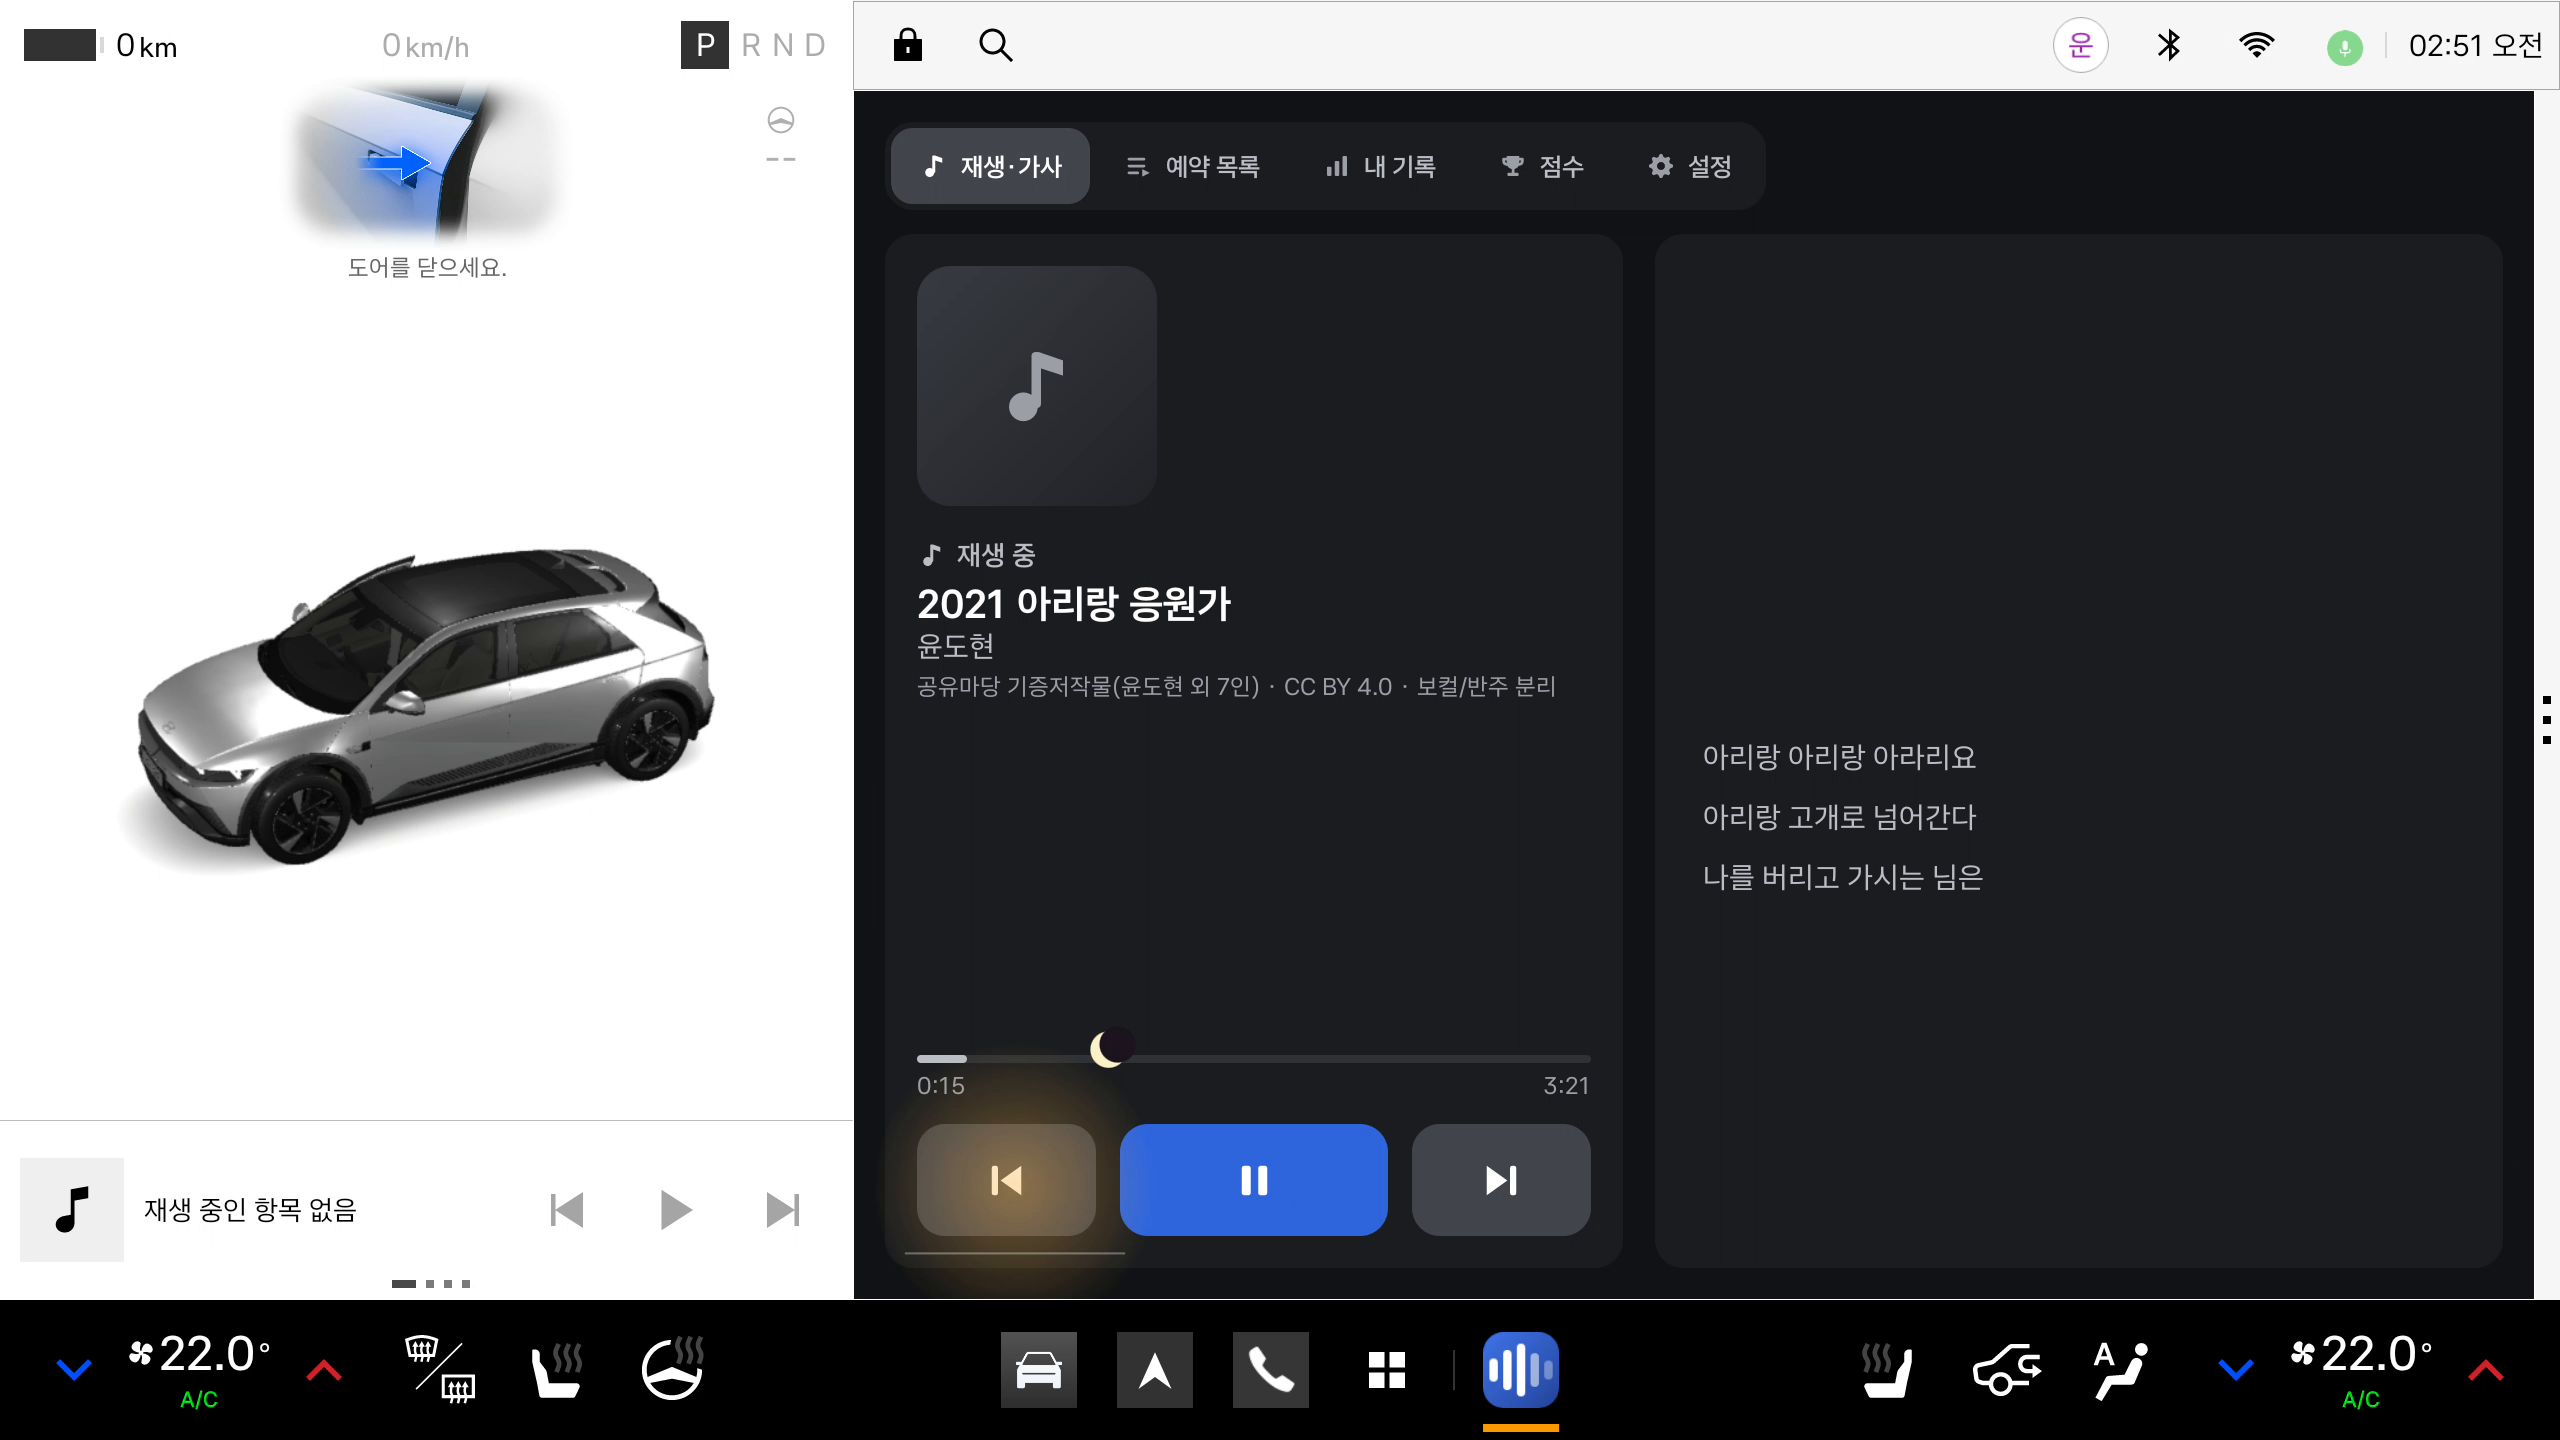 0 km
0 km/h
P R N D
운
02:51 오전
도어를 닫으세요.
--
재생·가사
예약 목록
내 기록
점수
설정
재생 중
2021 아리랑 응원가
윤도현
공유마당 기증저작물(윤도현 외 7인) · CC BY 4.0 · 보컬/반주 분리
0:15
3:21
아리랑 아리랑 아라리요
아리랑 고개로 넘어간다
나를 버리고 가시는 님은
재생 중인 항목 없음
22.0°
A/C
A
22.0°
A/C